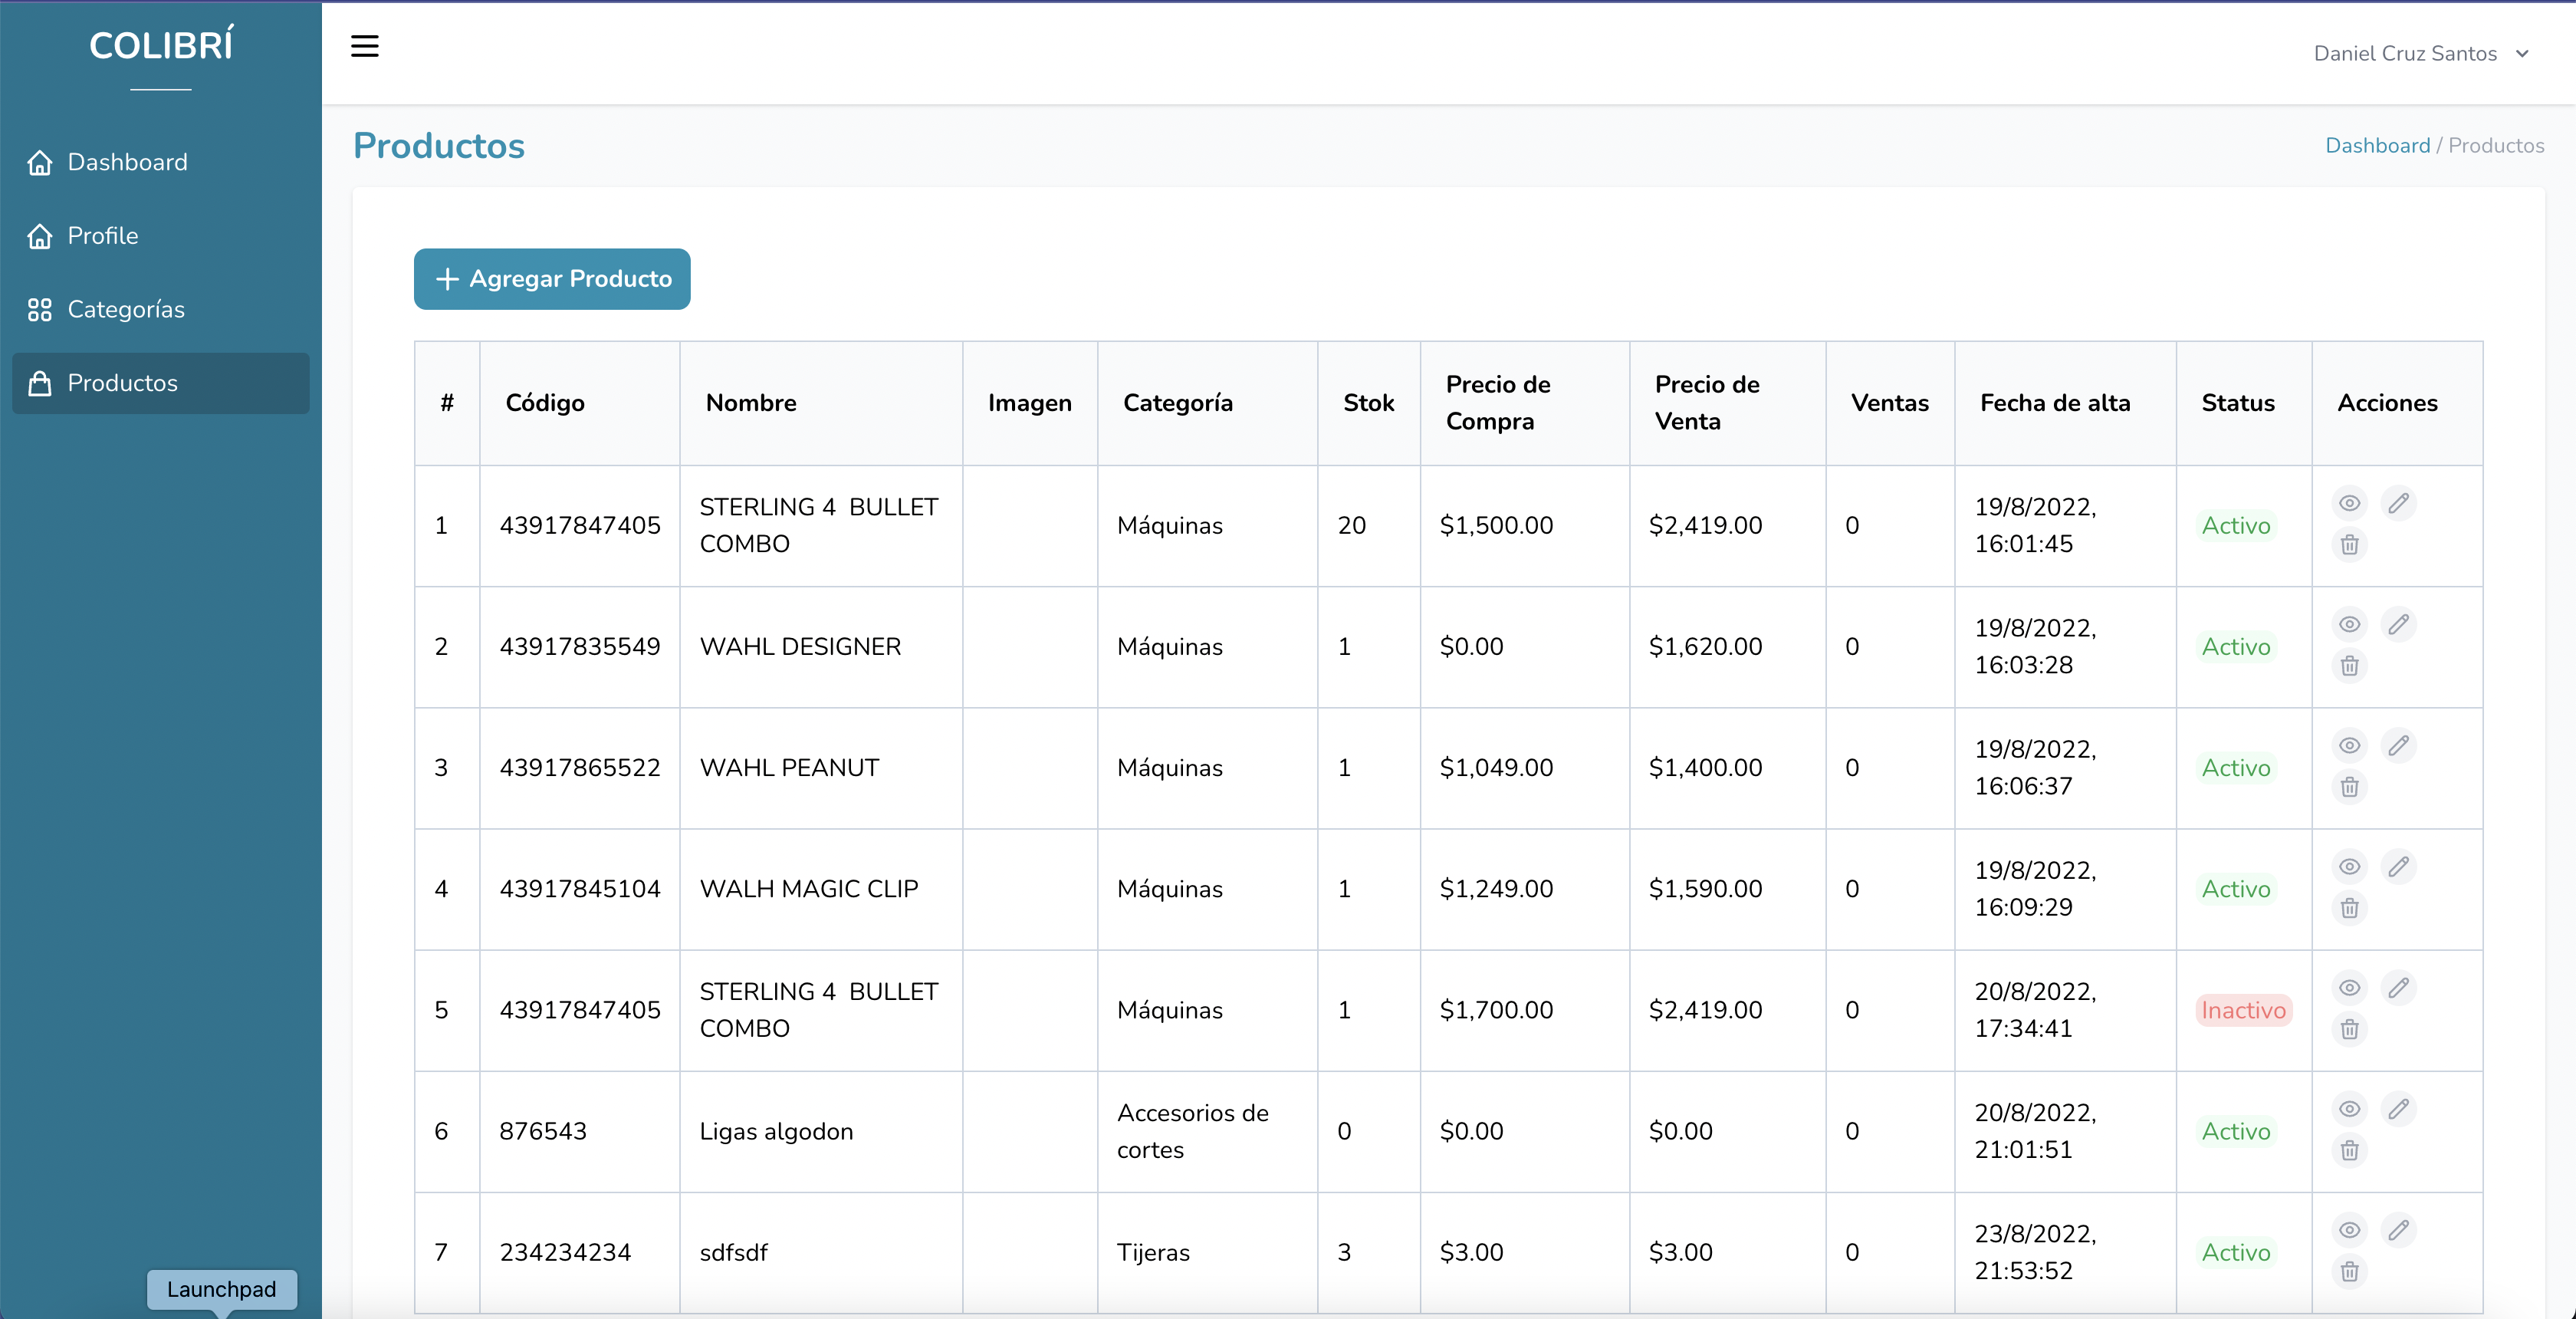 COLIBRÍ
Daniel Cruz Santos
Dashboard
Profile
Categorías
Productos
Productos
Dashboard / Productos
Agregar Producto
# Código Nombre Imagen Categoría Stok Precio de Compra Precio de Venta Ventas Fecha de alta Status Acciones
1 43917847405 STERLING 4 BULLET COMBO Máquinas 20 $1,500.00 $2,419.00 0 19/8/2022, 16:01:45 Activo
2 43917835549 WAHL DESIGNER Máquinas 1 $0.00 $1,620.00 0 19/8/2022, 16:03:28 Activo
3 43917865522 WAHL PEANUT Máquinas 1 $1,049.00 $1,400.00 0 19/8/2022, 16:06:37 Activo
4 43917845104 WALH MAGIC CLIP Máquinas 1 $1,249.00 $1,590.00 0 19/8/2022, 16:09:29 Activo
5 43917847405 STERLING 4 BULLET COMBO Máquinas 1 $1,700.00 $2,419.00 0 20/8/2022, 17:34:41 Inactivo
6 876543 Ligas algodon Accesorios de cortes 0 $0.00 $0.00 0 20/8/2022, 21:01:51 Activo
7 234234234 sdfsdf Tijeras 3 $3.00 $3.00 0 23/8/2022, 21:53:52 Activo
Launchpad